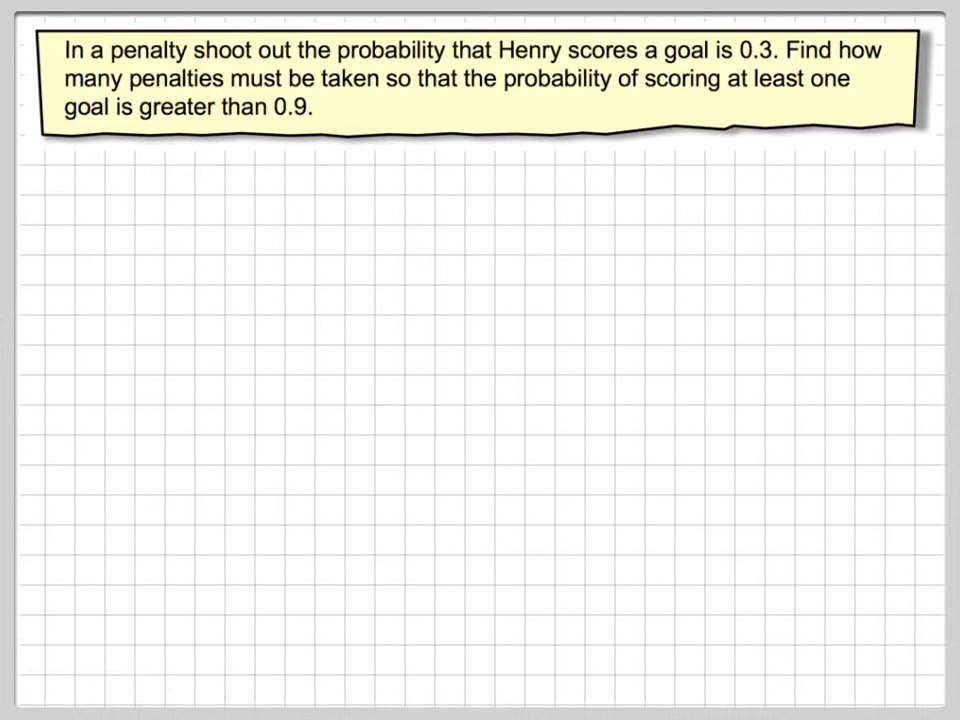 In a penalty shoot out the probability that Henry scores a goal is 0.3. Find how
many penalties must be taken so that the probability of scoring at least one
goal is greater than 0.9.